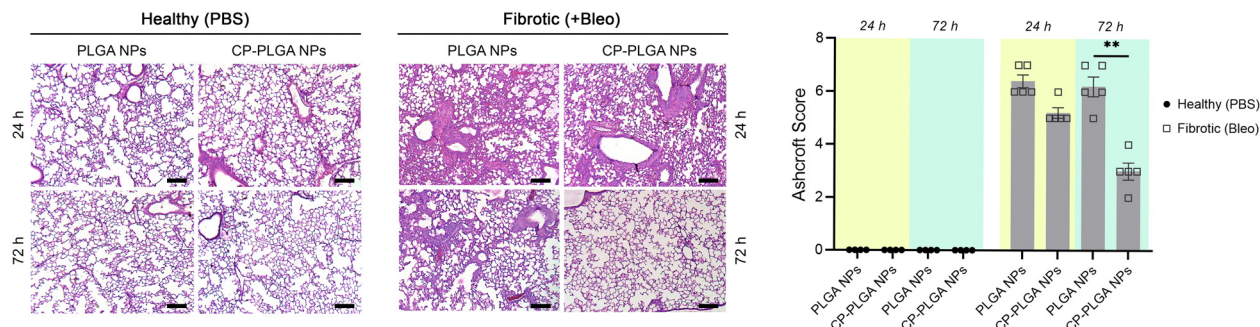 Healthy (PBS)
PLGA NPs
CP-PLGA NPs
24 h
72 h
Fibrotic (+Bleo)
PLGA NPs
CP-PLGA NPs
24 h
72 h
24 h
72 h
24 h
72 h
**
8
6
4
2
0
Ashcroft Score
PLGA NPs
CP-PLGA NPs
PLGA NPs
CP-PLGA NPs
PLGA NPs
CP-PLGA NPs
PLGA NPs
CP-PLGA NPs
Healthy (PBS)
Fibrotic (Bleo)